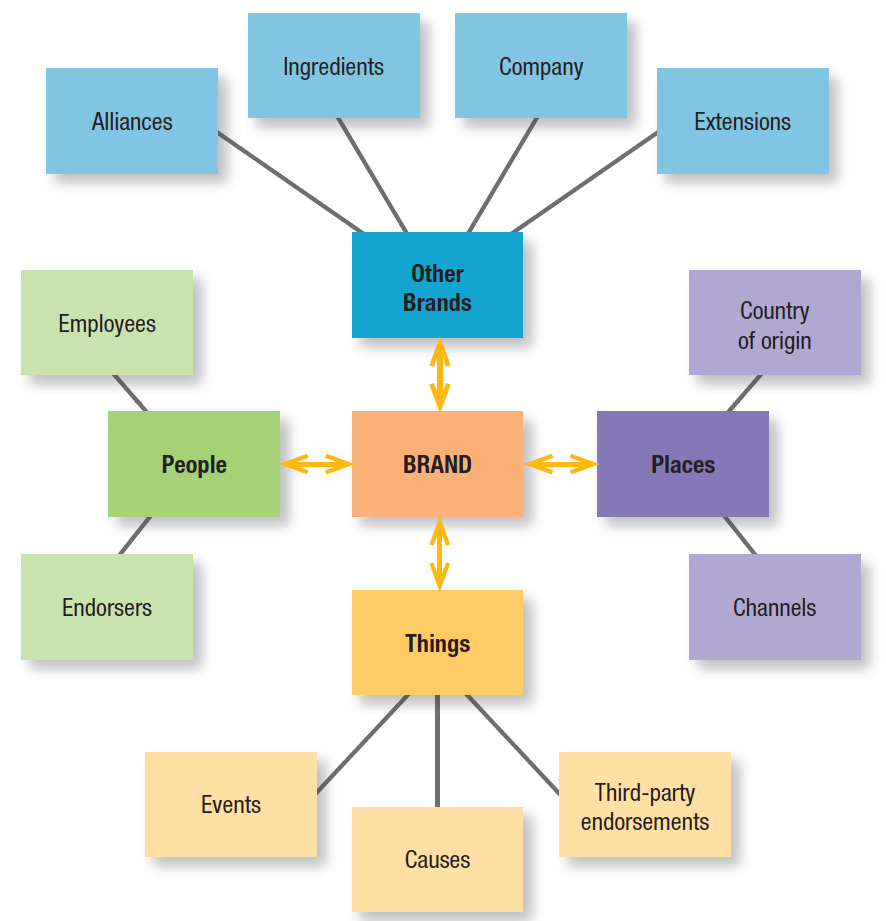 Ingredients
Company
Alliances
Extensions
Other
Brands
Employees
Country
of origin
People
BRAND
Places
Endorsers
Channels
Things
Events
Third-party
endorsements
Causes